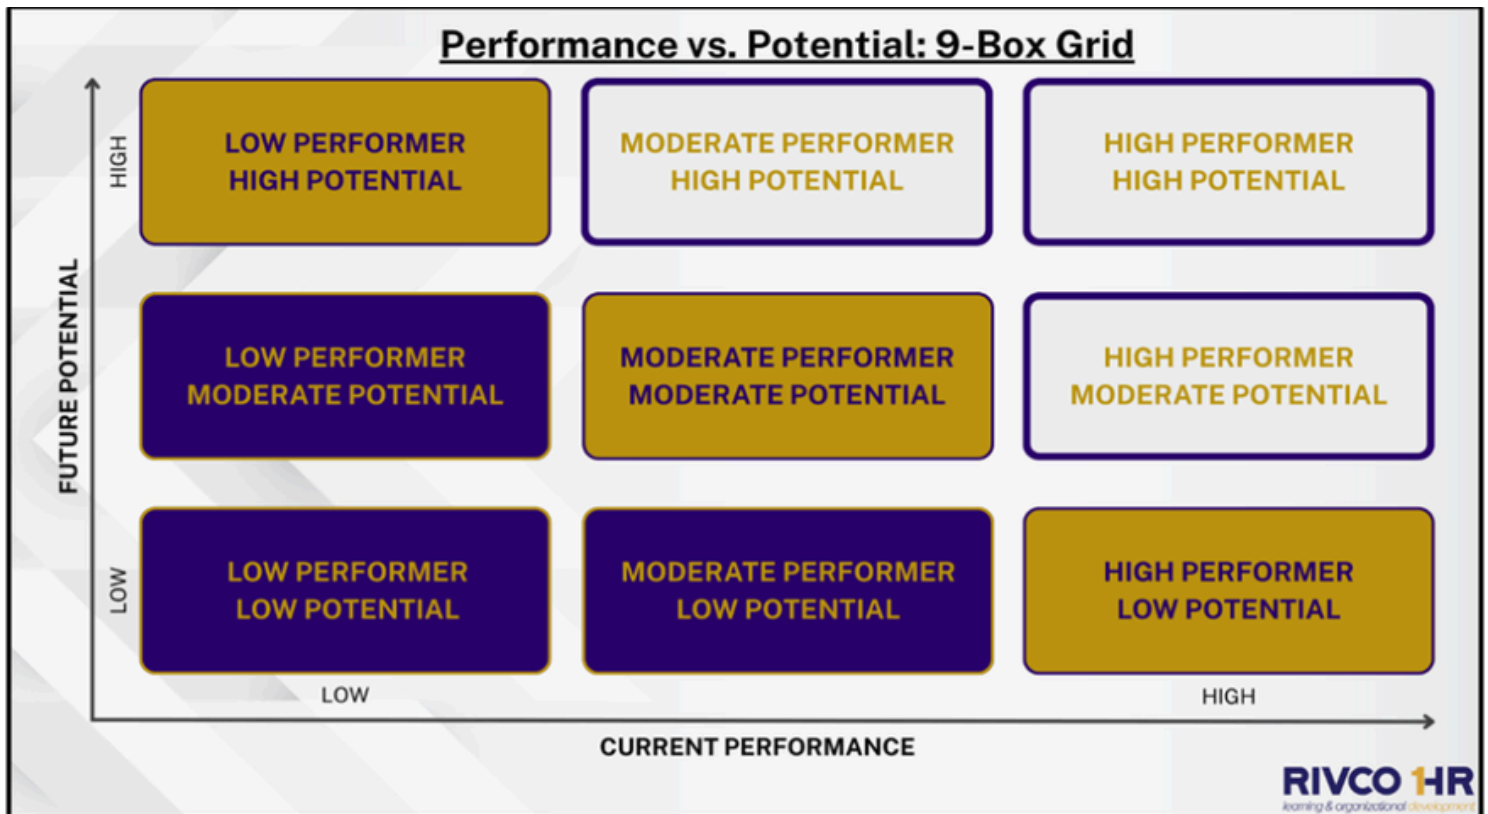 Performance vs. Potential: 9-Box Grid
HIGH
LOW PERFORMER
HIGH POTENTIAL
MODERATE PERFORMER
HIGH POTENTIAL
HIGH PERFORMER
HIGH POTENTIAL
FUTURE POTENTIAL
LOW PERFORMER
MODERATE POTENTIAL
MODERATE PERFORMER
MODERATE POTENTIAL
HIGH PERFORMER
MODERATE POTENTIAL
LOW
LOW PERFORMER
LOW POTENTIAL
MODERATE PERFORMER
LOW POTENTIAL
HIGH PERFORMER
LOW POTENTIAL
LOW
HIGH
CURRENT PERFORMANCE
RIVCO 1HR
learning & organizational development